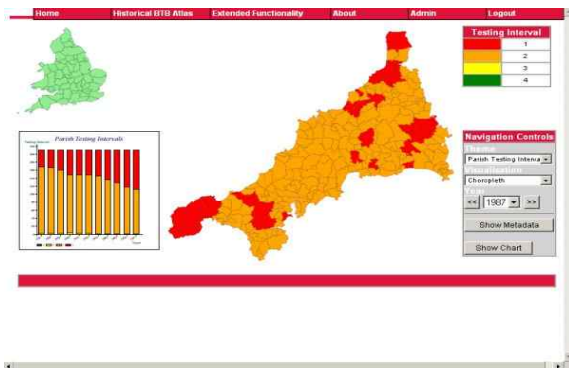 Home Historical BTB Atlas Extended Functionality About Admin Logout
Testing Interval
1
2
3
4
Parish Testing Intervals
Navigation Controls
Theme
Parish Testing Interva
Visualisation
Choropleth
Year
<< 1987 >>
Show Metadata
Show Chart